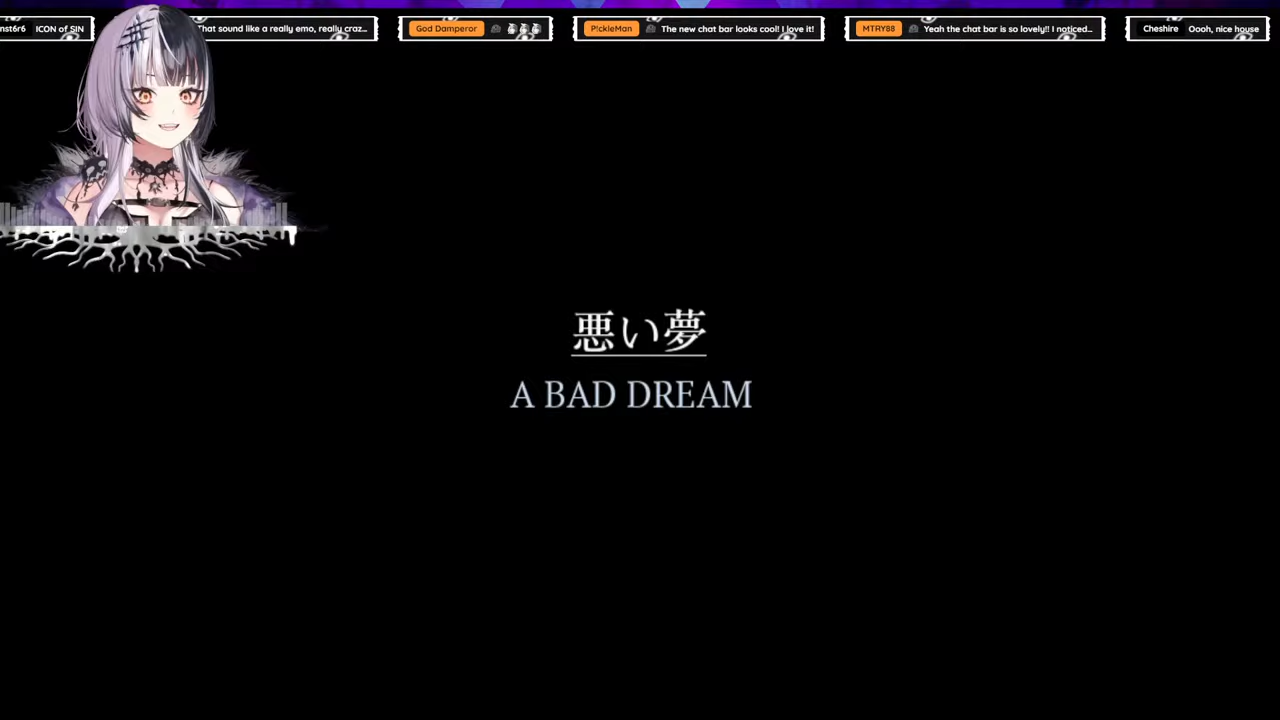 nst6r6 ICON of SIN
That sound like a really emo, really craz...
God Damperor
P!ckleMan The new chat bar looks cool! I love it!
MTRY88 Yeah the chat bar is so lovely!! I noticed...
Cheshire Oooh, nice house
悪い夢
A BAD DREAM